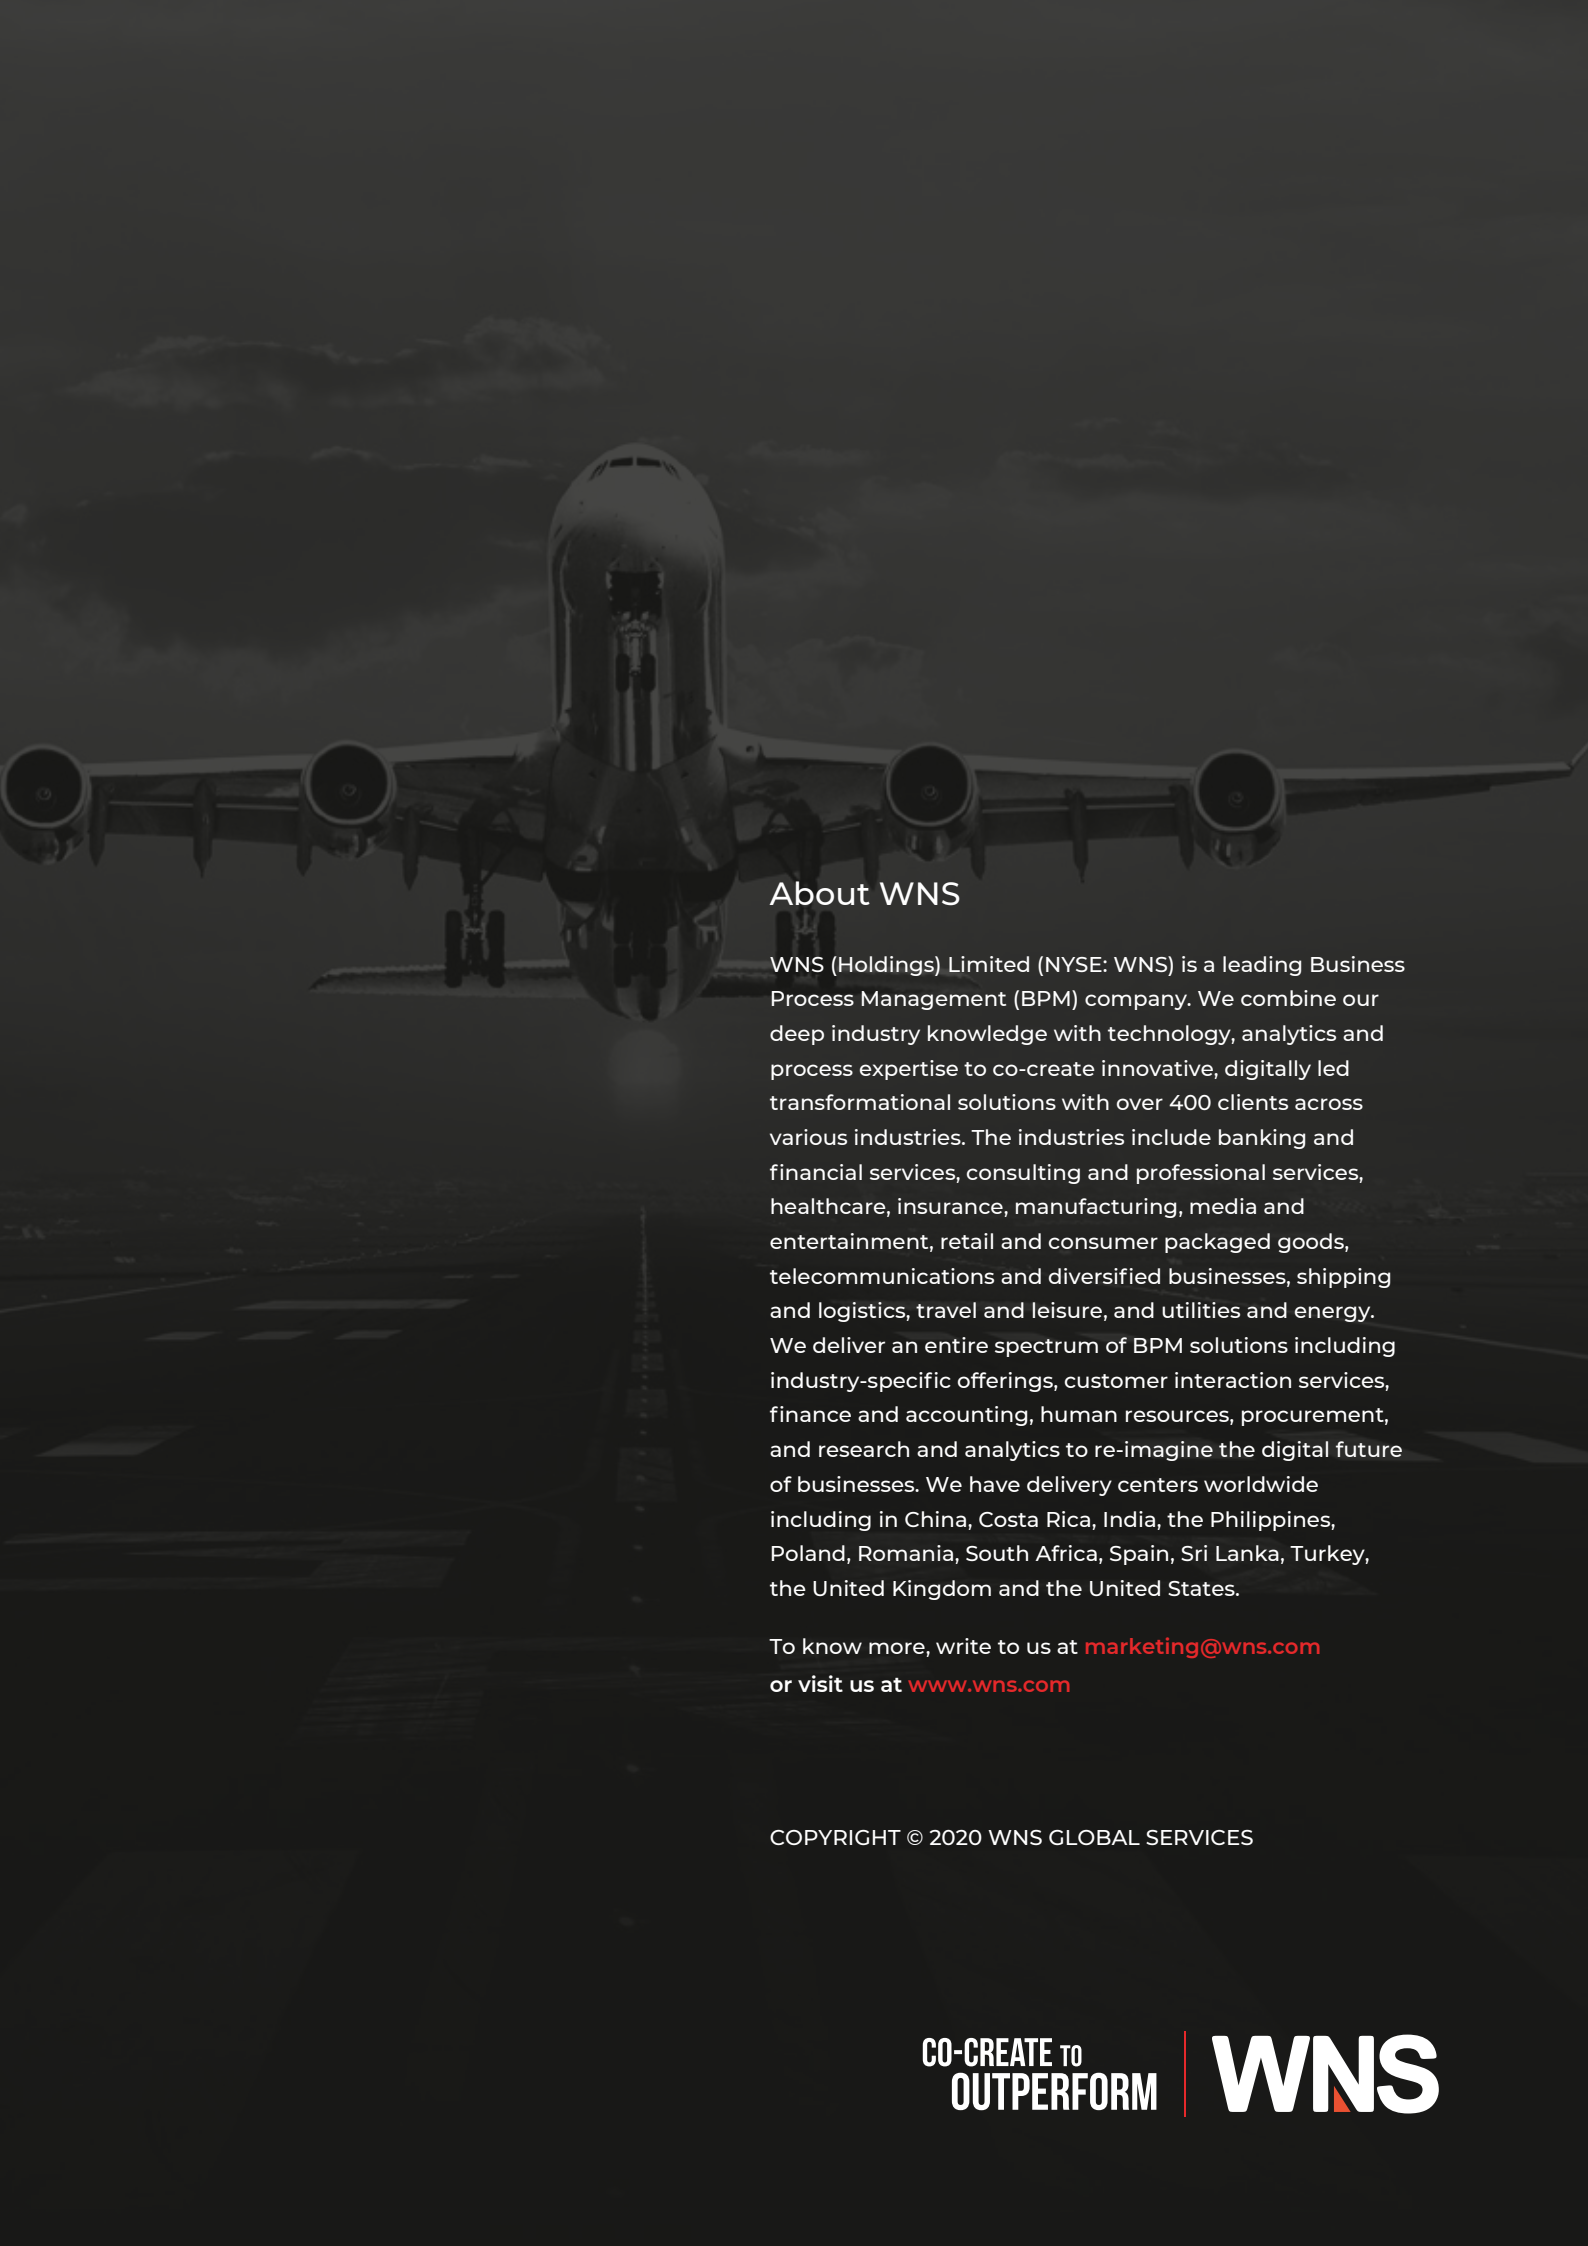 About WNS
WNS (Holdings) Limited (NYSE: WNS) is a leading Business
Process Management (BPM) company. We combine our
deep industry knowledge with technology, analytics and
process expertise to co-create innovative, digitally led
transformational solutions with over 400 clients across
various industries. The industries include banking and
financial services, consulting and professional services,
healthcare, insurance, manufacturing, media and
entertainment, retail and consumer packaged goods,
telecommunications and diversified businesses, shipping
and logistics, travel and leisure, and utilities and energy.
We deliver an entire spectrum of BPM solutions including
industry-specific offerings, customer interaction services,
finance and accounting, human resources, procurement,
and research and analytics to re-imagine the digital future
of businesses. We have delivery centers worldwide
including in China, Costa Rica, India, the Philippines,
Poland, Romania, South Africa, Spain, Sri Lanka, Turkey,
the United Kingdom and the United States.
To know more, write to us at marketing@wns.com
or visit us at www.wns.com
COPYRIGHT © 2020 WNS GLOBAL SERVICES
CO-CREATE TO
OUTPERFORM
WNS